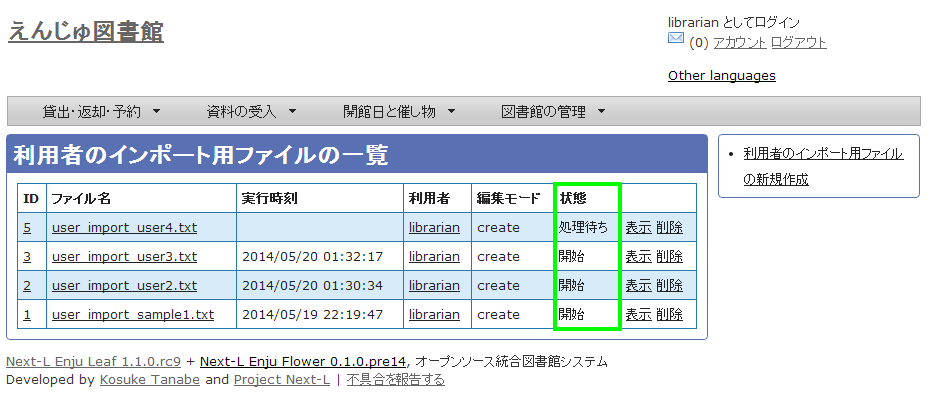 えんじゅ図書館
librarian としてログイン
(0) アカウント ログアウト
Other languages
貸出・返却・予約 資料の受入 開館日と催し物 図書館の管理
利用者のインポート用ファイルの一覧
ID ファイル名 実行時刻 利用者 編集モード 状態
5 user_import_user4.txt librarian create 処理待ち 表示 削除
3 user_import_user3.txt 2014/05/20 01:32:17 librarian create 開始 表示 削除
2 user_import_user2.txt 2014/05/20 01:30:34 librarian create 開始 表示 削除
1 user_import_sample1.txt 2014/05/19 22:19:47 librarian create 開始 表示 削除
• 利用者のインポート用ファイル
の新規作成
Next-L Enju Leaf 1.1.0.rc9 + Next-L Enju Flower 0.1.0.pre14, オープンソース統合図書館システム
Developed by Kosuke Tanabe and Project Next-L | 不具合を報告する